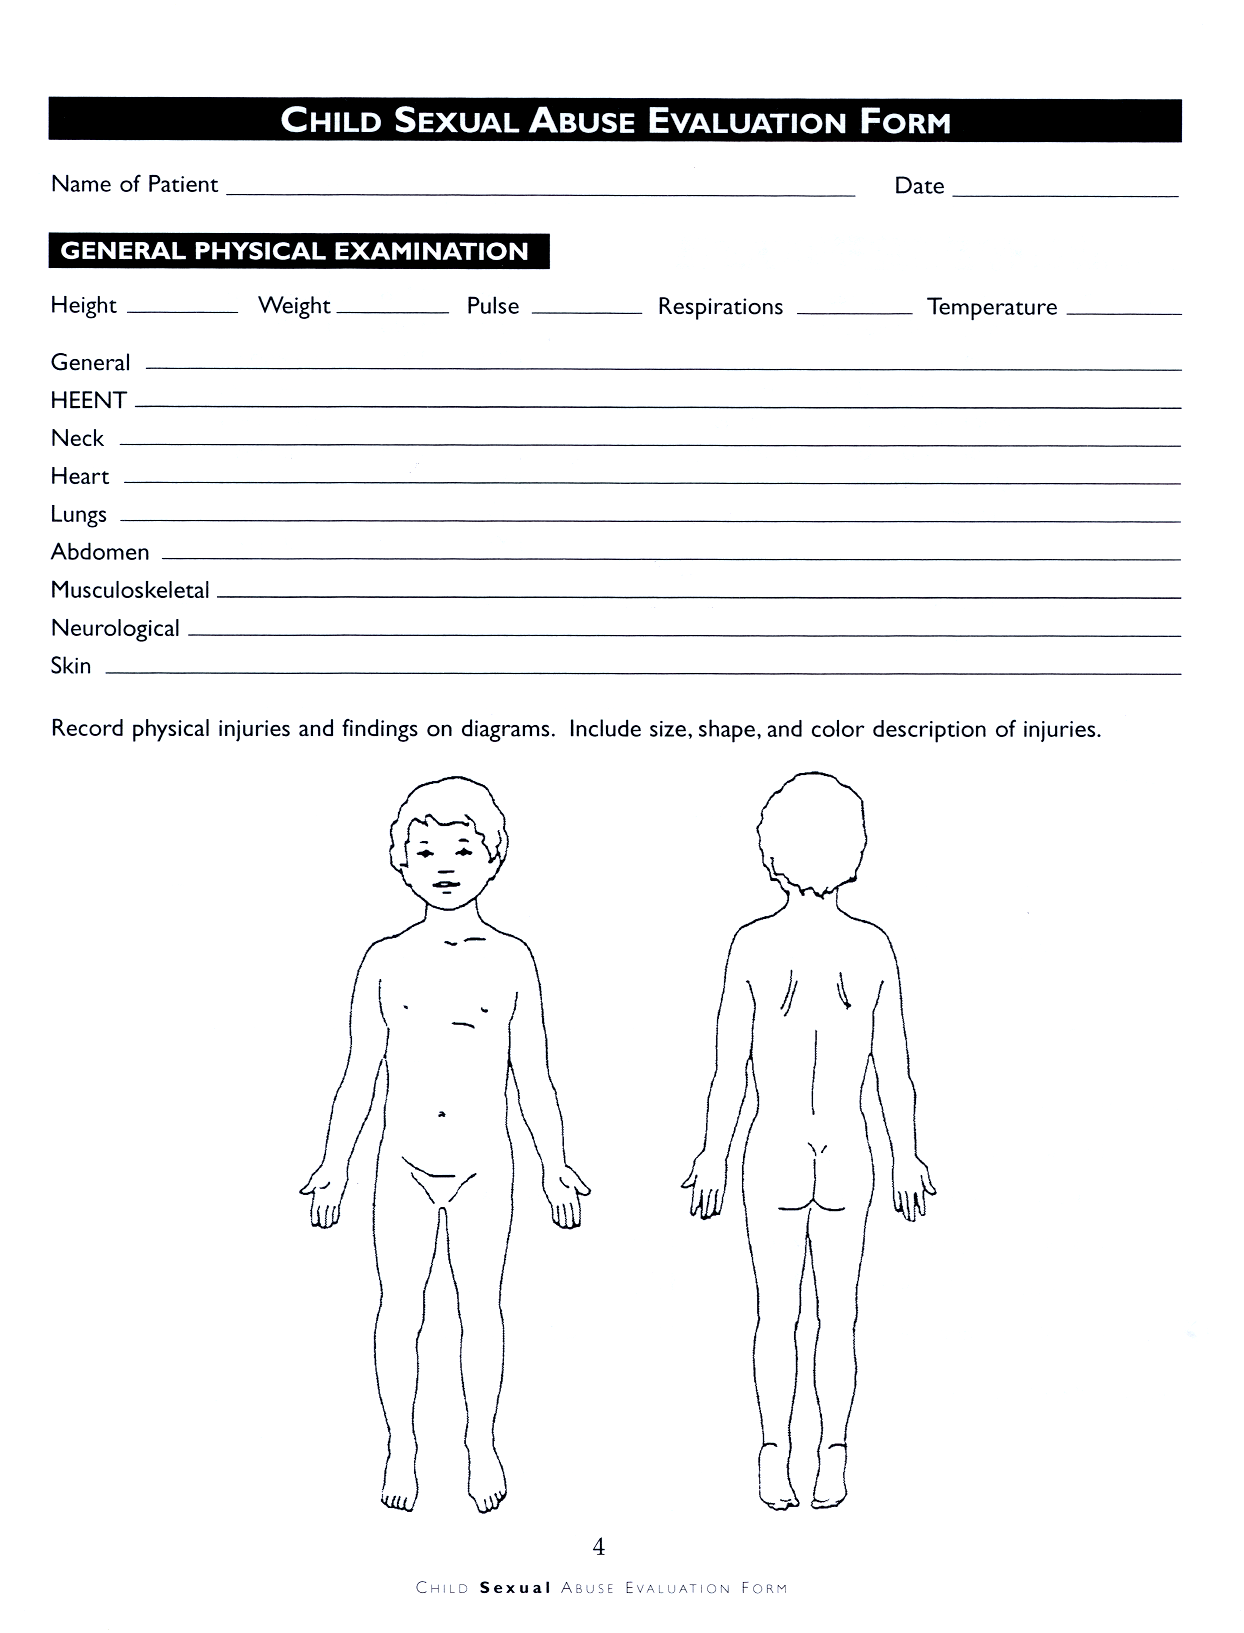 CHILD SEXUAL ABUSE EVALUATION FORM
Name of Patient Date
GENERAL PHYSICAL EXAMINATION
Height Weight Pulse Respirations Temperature
General
HEENT
Neck
Heart
Lungs
Abdomen
Musculoskeletal
Neurological
Skin
Record physical injuries and findings on diagrams. Include size, shape, and color description of injuries.
4
CHILD Sexual ABUSE EVALUATION FORM